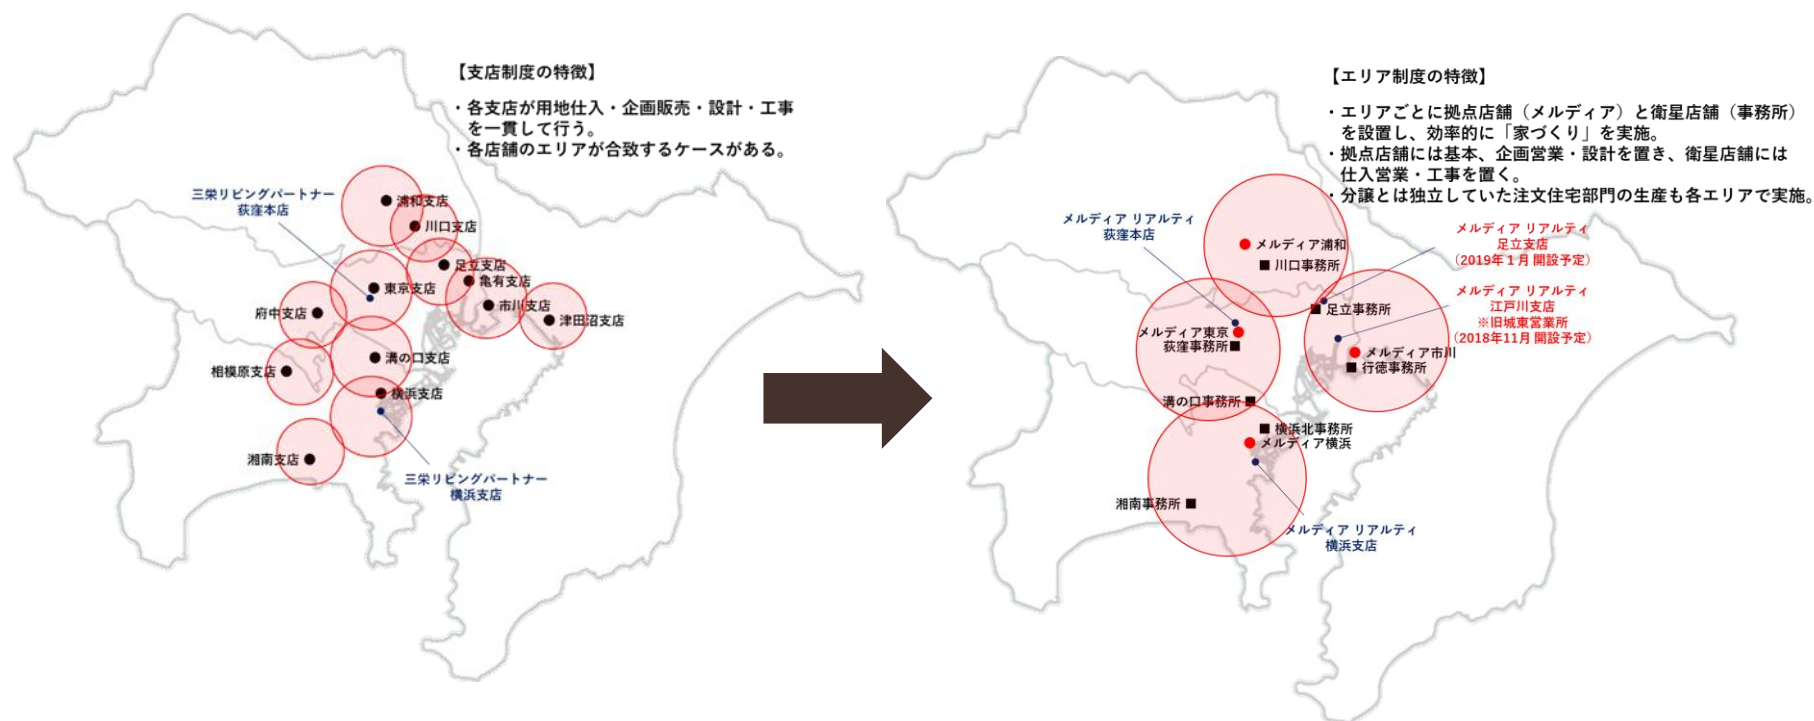 【支店制度の特徴】
・各支店が用地仕入・企画販売・設計・工事
を一貫して行う。
・各店舗のエリアが合致するケースがある。
三栄リビングパートナー
荻窪本店
浦和支店
川口支店
足立支店
亀有支店
東京支店
市川支店
府中支店
津田沼支店
溝の口支店
相模原支店
横浜支店
湘南支店
三栄リビングパートナー
横浜支店
【エリア制度の特徴】
・エリアごとに拠点店舗（メルディア）と衛星店舗（事務所）
を設置し、効率的に「家づくり」を実施。
・拠点店舗には基本、企画営業・設計を置き、衛星店舗には
仕入営業・工事を置く。
・分譲とは独立していた注文住宅部門の生産も各エリアで実施。
メルディア リアルティ
荻窪本店
メルディア リアルティ
足立支店
（2019年１月 開設予定）
メルディア浦和
川口事務所
メルディア リアルティ
江戸川支店
※旧城東営業所
（2018年11月 開設予定）
足立事務所
メルディア東京
荻窪事務所
メルディア市川
行徳事務所
溝の口事務所
横浜北事務所
メルディア横浜
湘南事務所
メルディア リアルティ
横浜支店